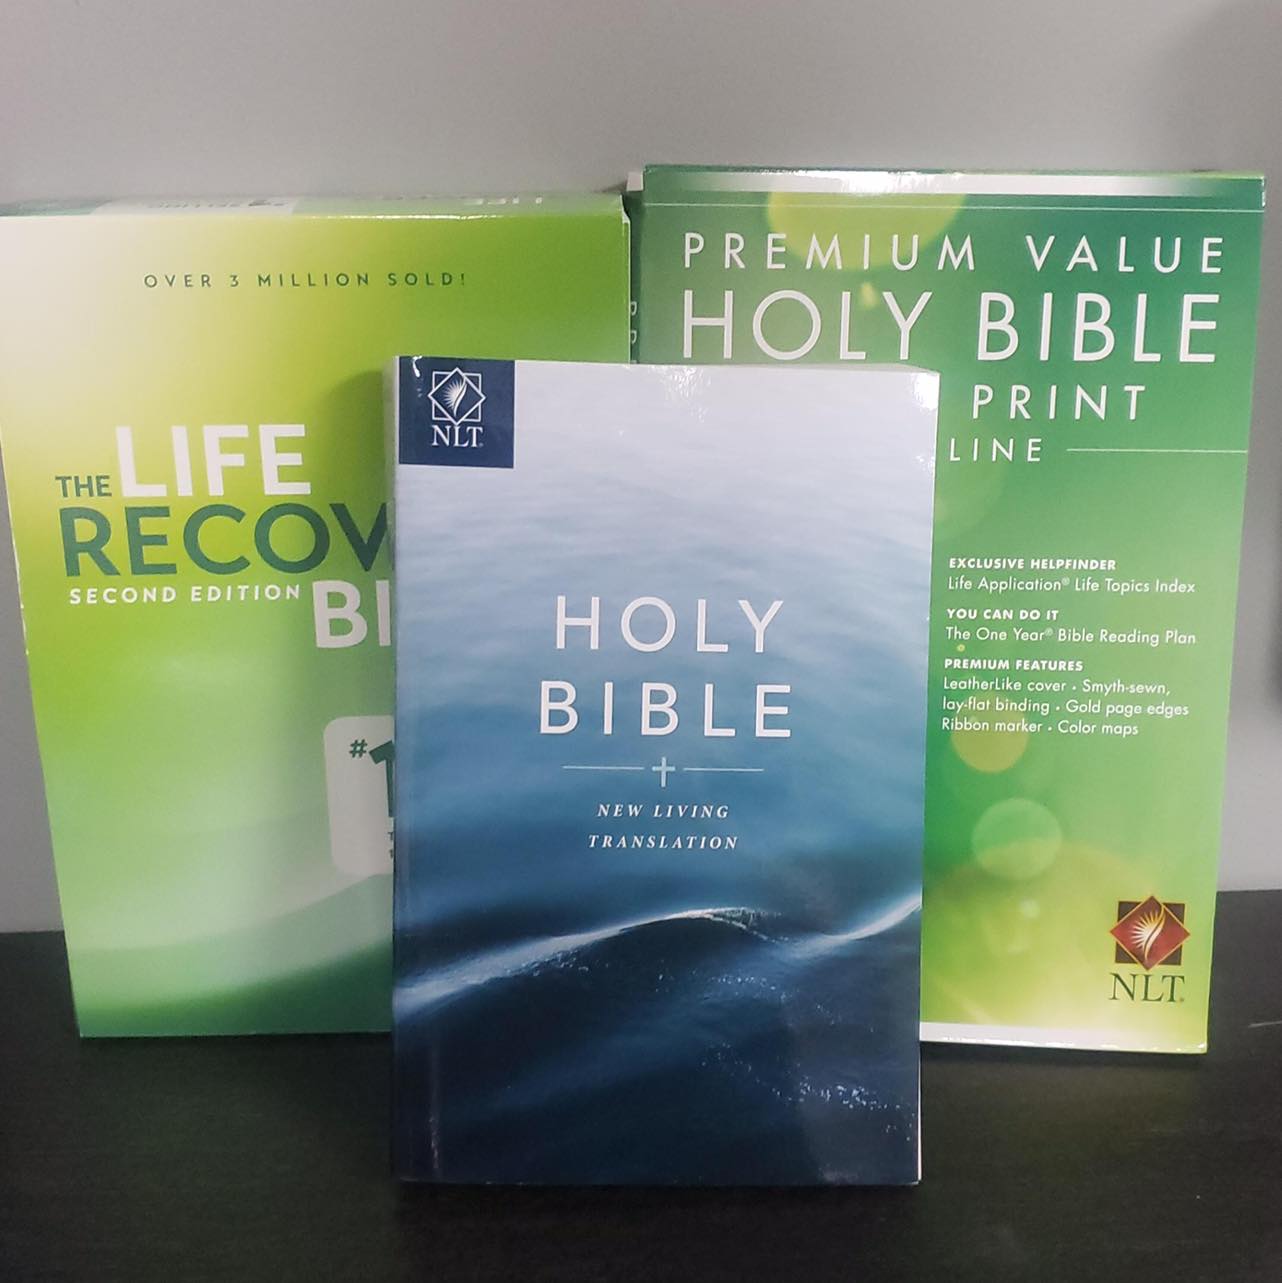 OVER 3 MILLION SOLD!
THE LIFE
RECOV
SECOND EDITION
BI
#1
NLT
HOLY
BIBLE
NEW LIVING
TRANSLATION
PREMIUM VALUE
HOLY BIBLE
PRINT
LINE
EXCLUSIVE HELPFINDER
Life Application® Life Topics Index
YOU CAN DO IT
The One Year® Bible Reading Plan
PREMIUM FEATURES
LeatherLike cover • Smyth-sewn,
lay-flat binding • Gold page edges
Ribbon marker • Color maps
NLT